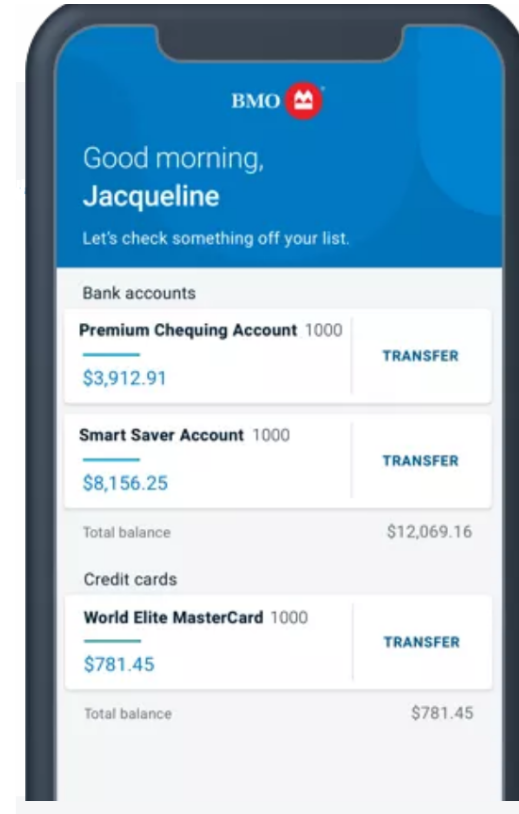 BMO
Good morning,
Jacqueline
Let's check something off your list.
Bank accounts
Premium Chequing Account 1000
TRANSFER
$3,912.91
Smart Saver Account 1000
TRANSFER
$8,156.25
Total balance $12,069.16
Credit cards
World Elite MasterCard 1000
TRANSFER
$781.45
Total balance $781.45